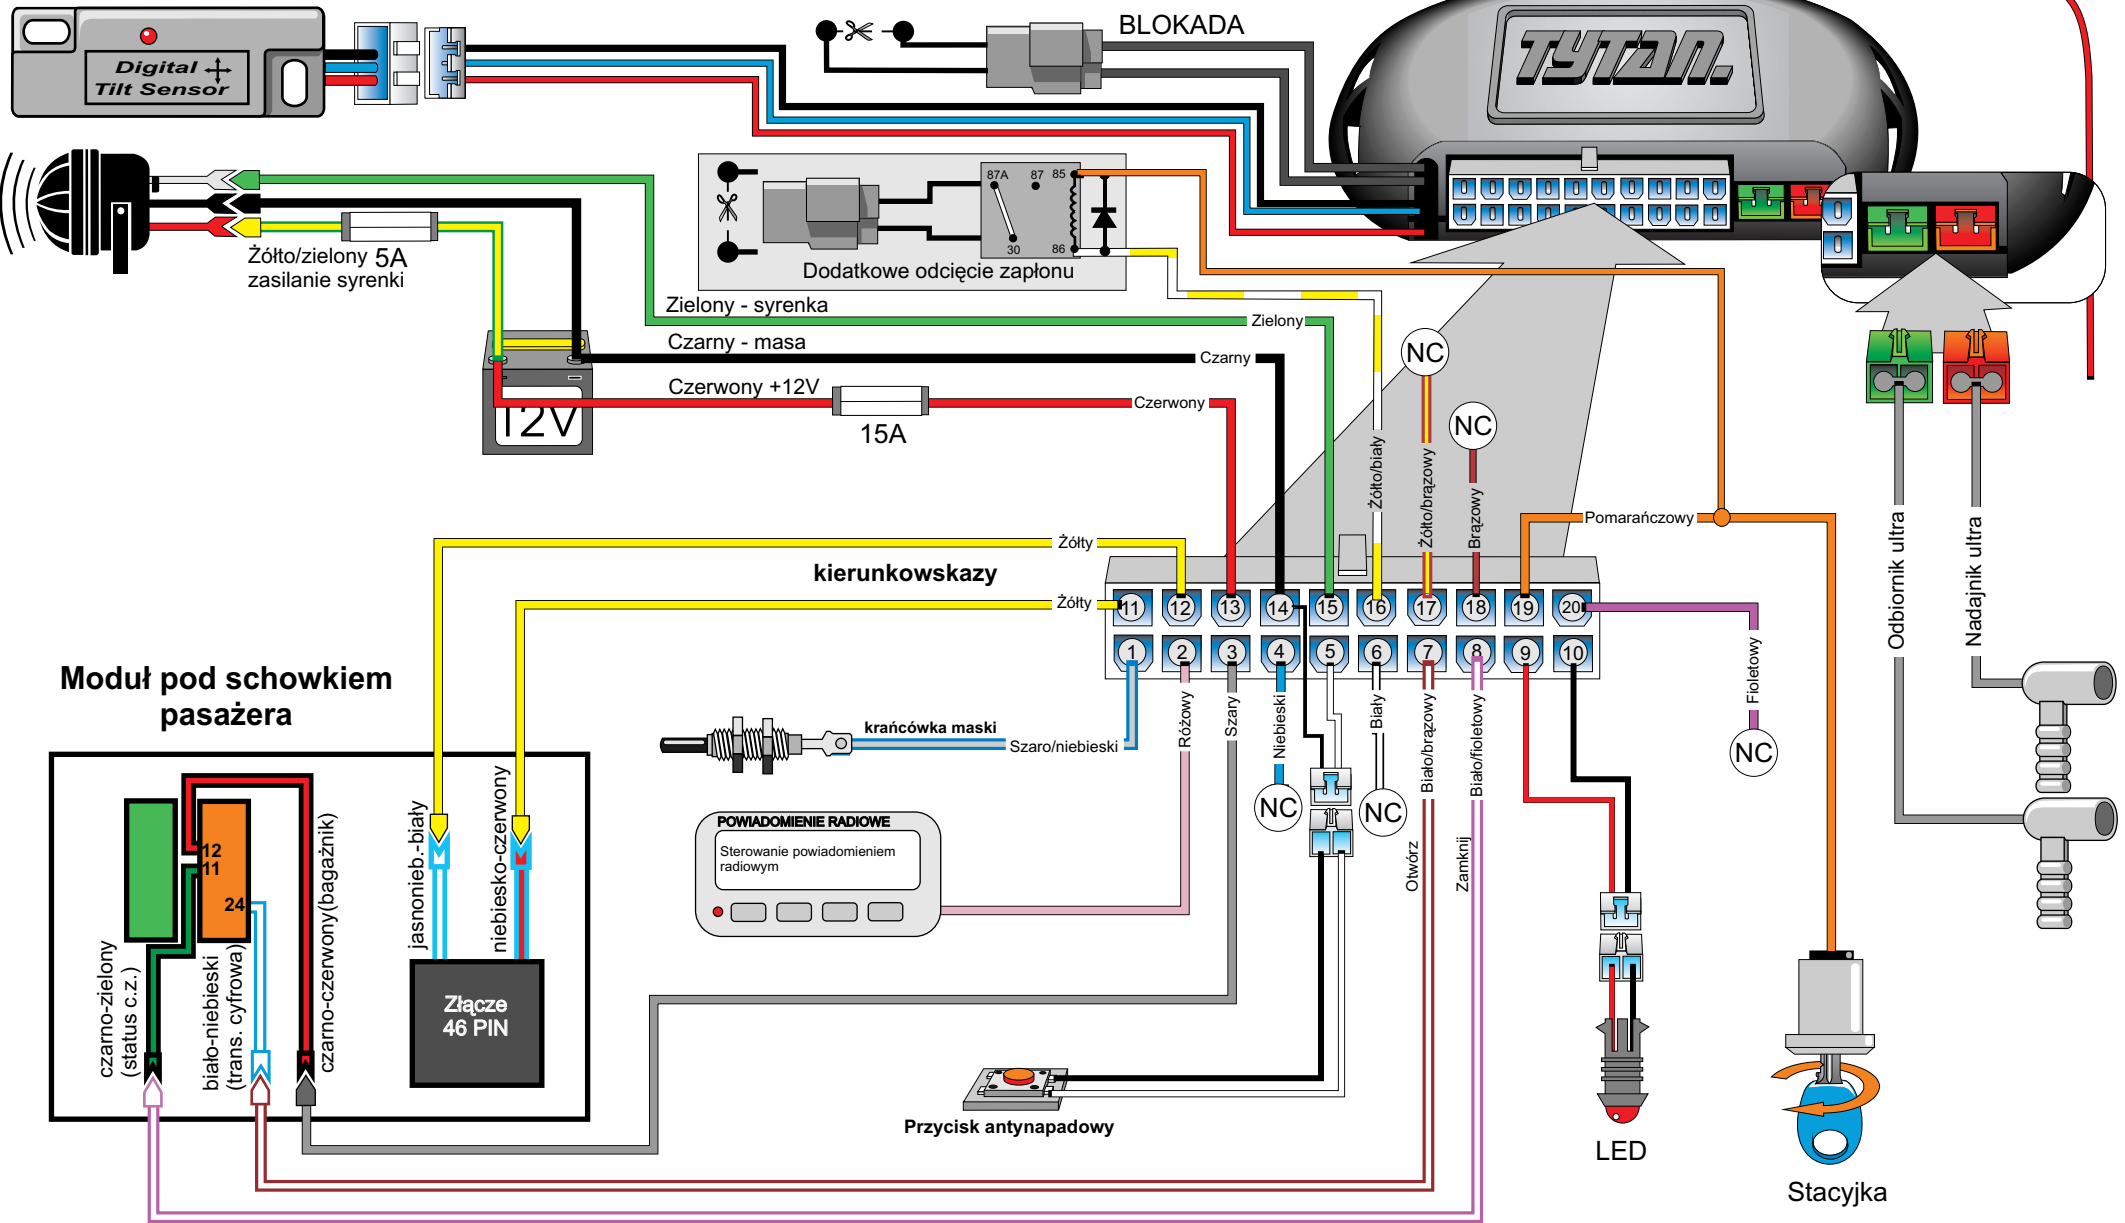 Digital
Tilt Sensor
BLOKADA
TYTAN.
Żółto/zielony 5A
zasilanie syrenki
87A 87 85
30 86
Dodatkowe odcięcie zapłonu
Zielony - syrenka
Zielony
Czarny - masa
Czarny
Czerwony +12V
Czerwony
15A
12V
NC
NC
Żółto/biały
Żółto/brązowy
Brązowy
Pomarańczowy
Odbiornik ultra
Nadajnik ultra
Żółty
kierunkowskazy
Żółty
11 12 13 14 15 16 17 18 19 20
1 2 3 4 5 6 7 8 9 10
Fioletowy
NC
Moduł pod schowkiem
pasażera
krańcówka maski
Szaro/niebieski
Różowy
Szary
Niebieski
NC
Biały
NC
Biało/brązowy
Biało/fioletowy
Otwórz
Zamknij
POWIADOMIENIE RADIOWE
Sterowanie powiadomieniem
radiowym
12
11
24
czarno-zielony
(status c.z.)
biało-niebieski
(trans. cyfrowa)
czarno-czerwony(bagażnik)
jasnonieb.-biały
niebiesko-czerwony
Złącze
46 PIN
Przycisk antynapadowy
LED
Stacyjka